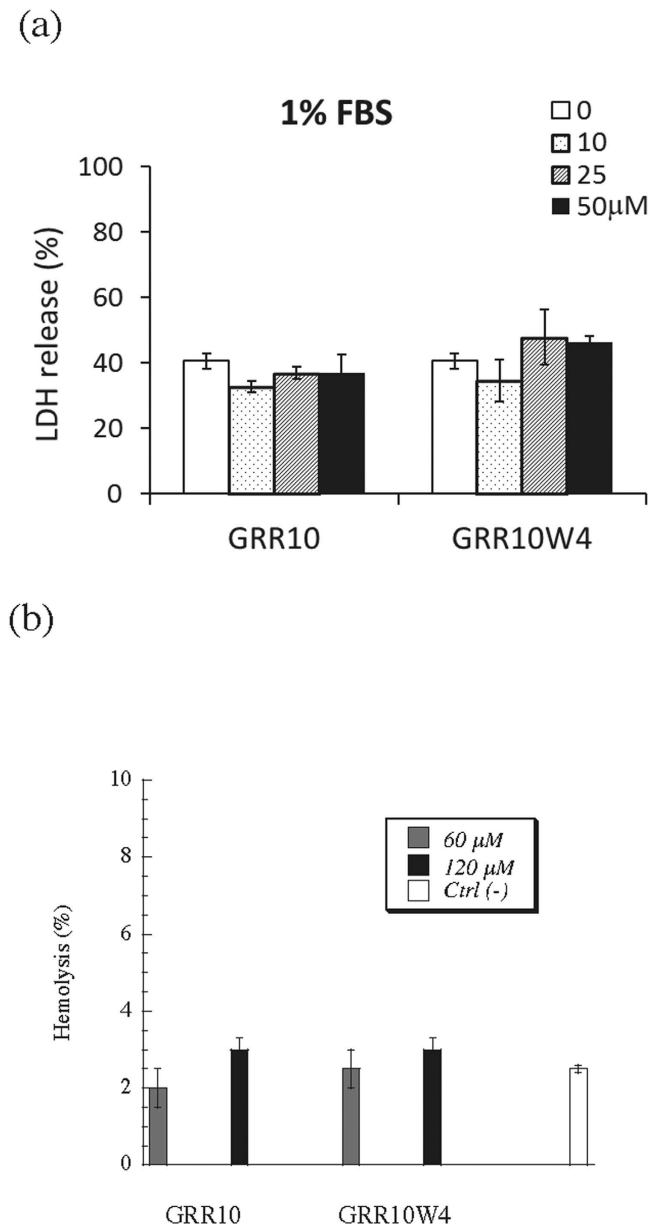 (a)
1% FBS
0
10
25
50μM
LDH release (%)
100
80
60
40
20
0
GRR10 GRR10W4
(b)
10
8
6
4
2
0
Hemolysis (%)
60 μM
120 μM
Ctrl (-)
GRR10 GRR10W4